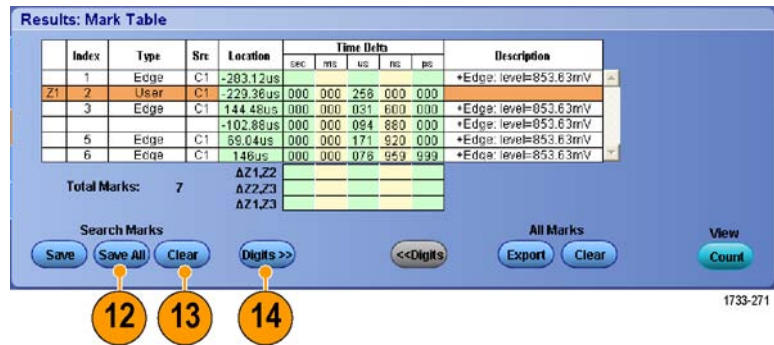 Results: Mark Table
Index Type Src Location Time Delta Description
sec ms us ns ps
1 Edge C1 -283.12us +Edge: level=853.63mV
Z1 2 User C1 -229.36us 000 000 256 000 000
3 Edge C1 144.48us 000 000 031 600 000 +Edge: level=853.63mV
-102.88us 000 000 094 880 000 +Edge: level=853.63mV
5 Edge C1 69.04us 000 000 171 920 000 +Edge: level=853.63mV
6 Edge C1 146us 000 000 076 959 999 +Edge: level=853.63mV
ΔZ1,Z2
Total Marks: 7 ΔZ2,Z3
ΔZ1,Z3
Search Marks All Marks View
Save Save All Clear Digits >> <<Digits Export Clear Count
1733-271
12 13 14